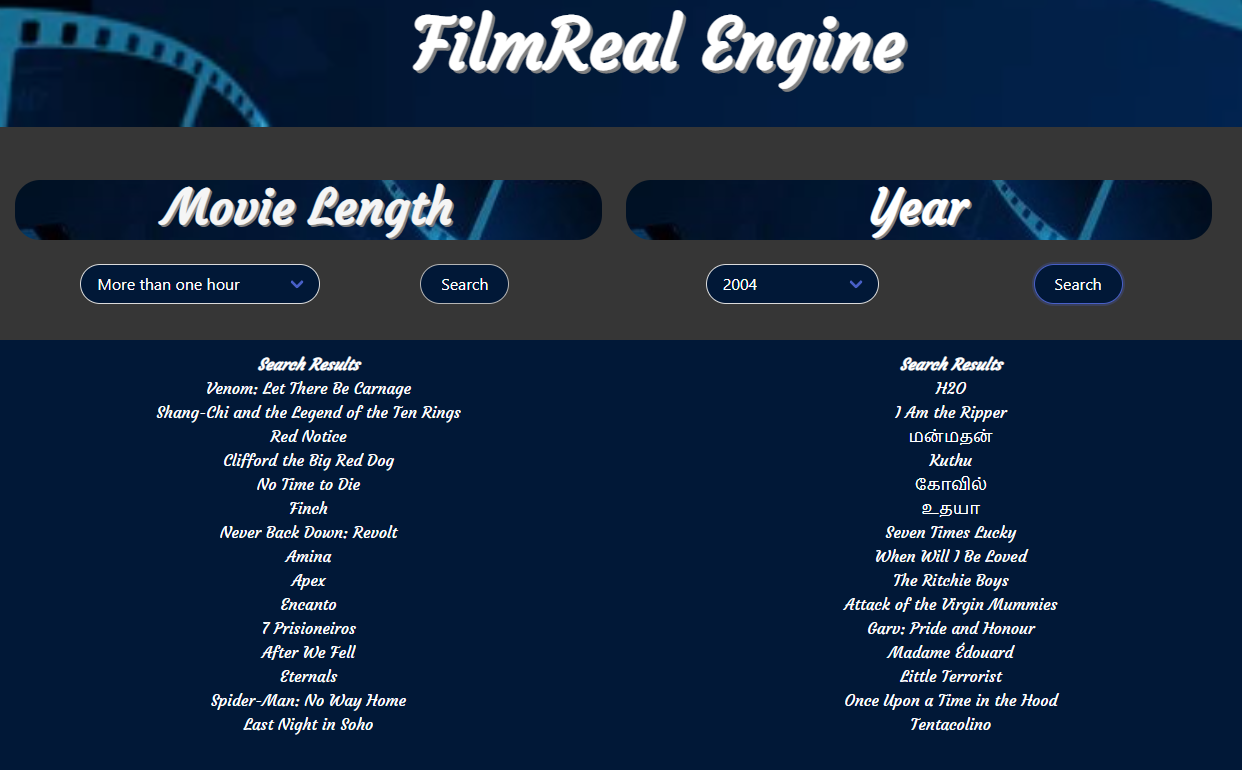 FilmReal Engine
Movie Length
More than one hour
Search
Search Results
Venom: Let There Be Carnage
Shang-Chi and the Legend of the Ten Rings
Red Notice
Clifford the Big Red Dog
No Time to Die
Finch
Never Back Down: Revolt
Amina
Apex
Encanto
7 Prisioneiros
After We Fell
Eternals
Spider-Man: No Way Home
Last Night in Soho
Year
2004
Search
Search Results
H2O
I Am the Ripper
மன்மதன்
Kuthu
கோவில்
உதயா
Seven Times Lucky
When Will I Be Loved
The Ritchie Boys
Attack of the Virgin Mummies
Garv: Pride and Honour
Madame Édouard
Little Terrorist
Once Upon a Time in the Hood
Tentacolino